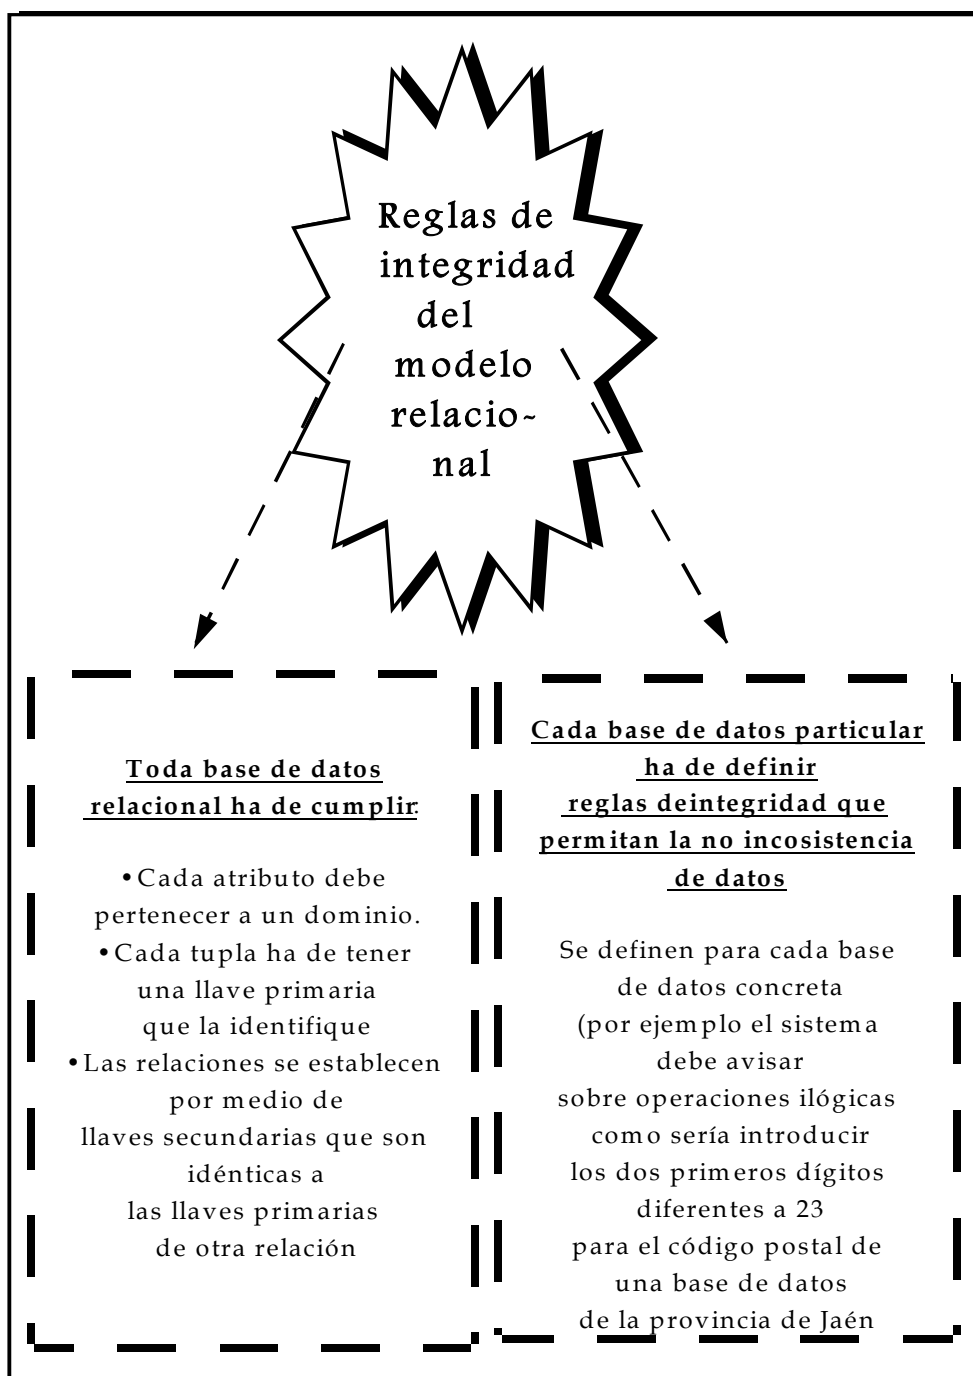 Reglas de
integridad
del
modelo
relacio-
nal
Toda base de datos
relacional ha de cumplir:
•Cada atributo debe
pertenecer a un dominio.
•Cada tupla ha de tener
una llave primaria
que la identifique
•Las relaciones se establecen
por medio de
llaves secundarias que son
idénticas a
las llaves primarias
de otra relación
Cada base de datos particular
ha de definir
reglas deintegridad que
permitan la no incosistencia
de datos
Se definen para cada base
de datos concreta
(por ejemplo el sistema
debe avisar
sobre operaciones ilógicas
como sería introducir
los dos primeros dígitos
diferentes a 23
para el código postal de
una base de datos
de la provincia de Jaén